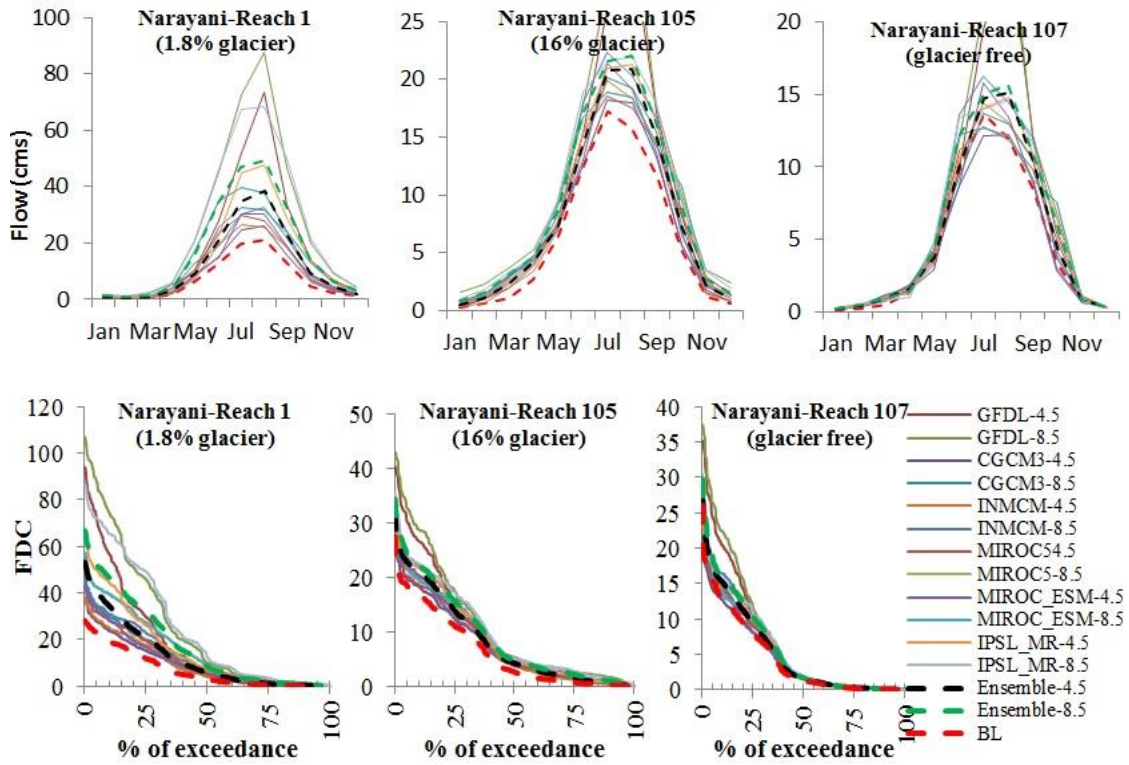 Narayani-Reach 1
(1.8% glacier)
100
80
60
40
20
0
Flow (cms)
Jan Mar May Jul Sep Nov
Narayani-Reach 105
(16% glacier)
25
20
15
10
5
0
Jan Mar May Jul Sep Nov
Narayani-Reach 107
(glacier free)
20
15
10
5
0
Jan Mar May Jul Sep Nov
Narayani-Reach 1
(1.8% glacier)
120
100
80
60
40
20
0
FDC
0 25 50 75 100
% of exceedance
Narayani-Reach 105
(16% glacier)
50
40
30
20
10
0
0 25 50 75 100
% of exceedance
Narayani-Reach 107
(glacier free)
40
35
30
25
20
15
10
5
0
0 25 50 75 100
% of exceedance
GFDL-4.5
GFDL-8.5
CGCM3-4.5
CGCM3-8.5
INMCM-4.5
INMCM-8.5
MIROC54.5
MIROC5-8.5
MIROC_ESM-4.5
MIROC_ESM-8.5
IPSL_MR-4.5
IPSL_MR-8.5
Ensemble-4.5
Ensemble-8.5
BL